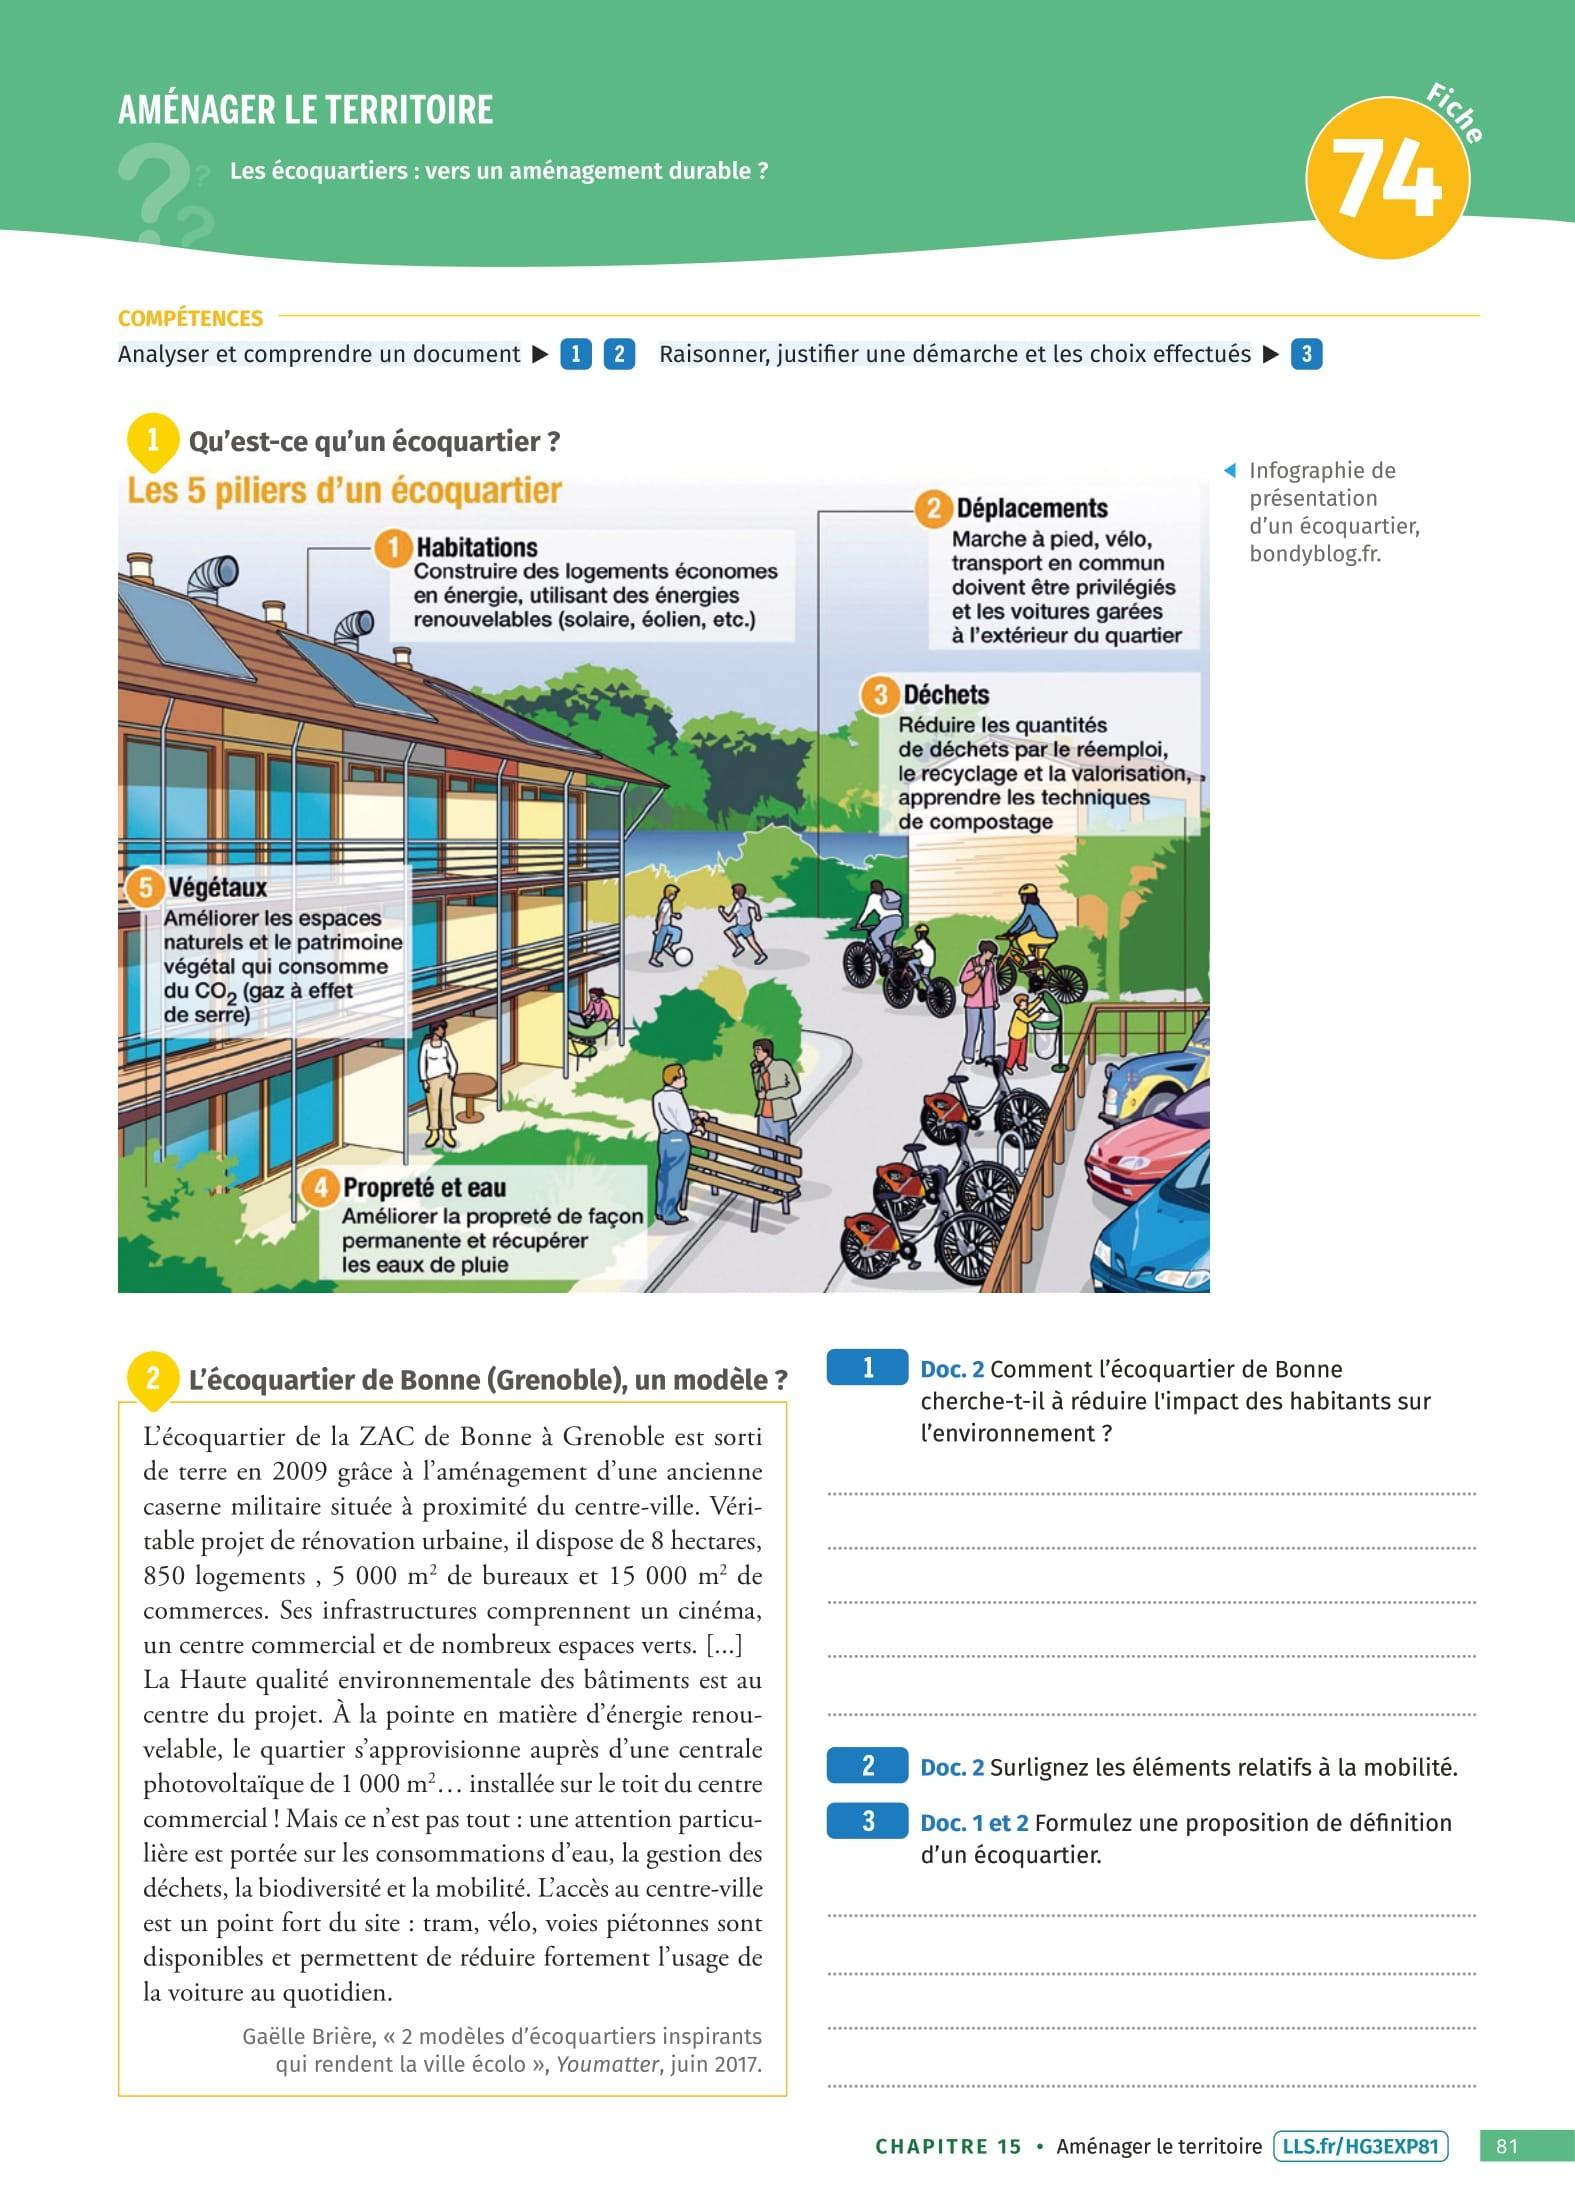 AMÉNAGER LE TERRITOIRE
Les écoquartiers : vers un aménagement durable ?
Fiche
74
COMPÉTENCES
Analyser et comprendre un document ▶ 1 2 Raisonner, justifier une démarche et les choix effectués ▶ 3
1 Qu'est-ce qu'un écoquartier ?
Les 5 piliers d'un écoquartier
1 Habitations
Construire des logements économes
en énergie, utilisant des énergies
renouvelables (solaire, éolien, etc.)
2 Déplacements
Marche à pied, vélo,
transport en commun
doivent être privilégiés
et les voitures garées
à l'extérieur du quartier
3 Déchets
Réduire les quantités
de déchets par le réemploi,
le recyclage et la valorisation,
apprendre les techniques
de compostage
5 Végétaux
Améliorer les espaces
naturels et le patrimoine
végétal qui consomme
du CO₂ (gaz à effet
de serre)
4 Propreté et eau
Améliorer la propreté de façon
permanente et récupérer
les eaux de pluie
◀ Infographie de
présentation
d'un écoquartier,
bondyblog.fr.
2 L'écoquartier de Bonne (Grenoble), un modèle ?
L'écoquartier de la ZAC de Bonne à Grenoble est sorti
de terre en 2009 grâce à l'aménagement d'une ancienne
caserne militaire située à proximité du centre-ville. Véri-
table projet de rénovation urbaine, il dispose de 8 hectares,
850 logements , 5 000 m² de bureaux et 15 000 m² de
commerces. Ses infrastructures comprennent un cinéma,
un centre commercial et de nombreux espaces verts. [...]
La Haute qualité environnementale des bâtiments est au
centre du projet. À la pointe en matière d'énergie renou-
velable, le quartier s'approvisionne auprès d'une centrale
photovoltaïque de 1 000 m²… installée sur le toit du centre
commercial ! Mais ce n'est pas tout : une attention particu-
lière est portée sur les consommations d'eau, la gestion des
déchets, la biodiversité et la mobilité. L'accès au centre-ville
est un point fort du site : tram, vélo, voies piétonnes sont
disponibles et permettent de réduire fortement l'usage de
la voiture au quotidien.
Gaëlle Brière, « 2 modèles d'écoquartiers inspirants
qui rendent la ville écolo », Youmatter, juin 2017.
1 Doc. 2 Comment l'écoquartier de Bonne
cherche-t-il à réduire l'impact des habitants sur
l'environnement ?
2 Doc. 2 Surlignez les éléments relatifs à la mobilité.
3 Doc. 1 et 2 Formulez une proposition de définition
d'un écoquartier.
CHAPITRE 15 • Aménager le territoire LLS.fr/HG3EXP81 81